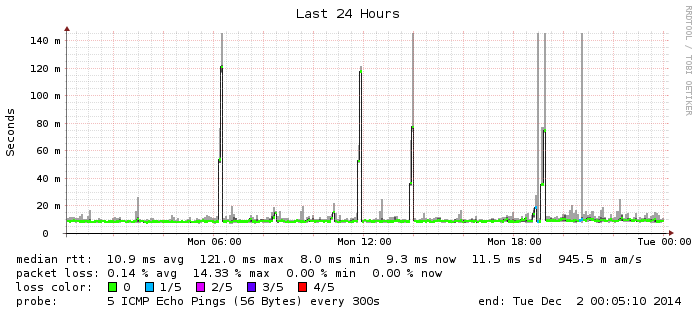 Last 24 Hours
RRDTOOL / TOBI OETIKER
Seconds
140 m
120 m
100 m
80 m
60 m
40 m
20 m
0
Mon 06:00 Mon 12:00 Mon 18:00 Tue 00:00
median rtt: 10.9 ms avg 121.0 ms max 8.0 ms min 9.3 ms now 11.5 ms sd 945.5 m am/s
packet loss: 0.14 % avg 14.33 % max 0.00 % min 0.00 % now
loss color: 0 1/5 2/5 3/5 4/5
probe: 5 ICMP Echo Pings (56 Bytes) every 300s end: Tue Dec 2 00:05:10 2014